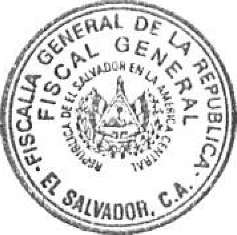 FISCALIA GENERAL DE LA REPUBLICA
FISCAL GENERAL
REPUBLICA DE EL SALVADOR EN LA AMERICA CENTRAL
EL SALVADOR, C.A.